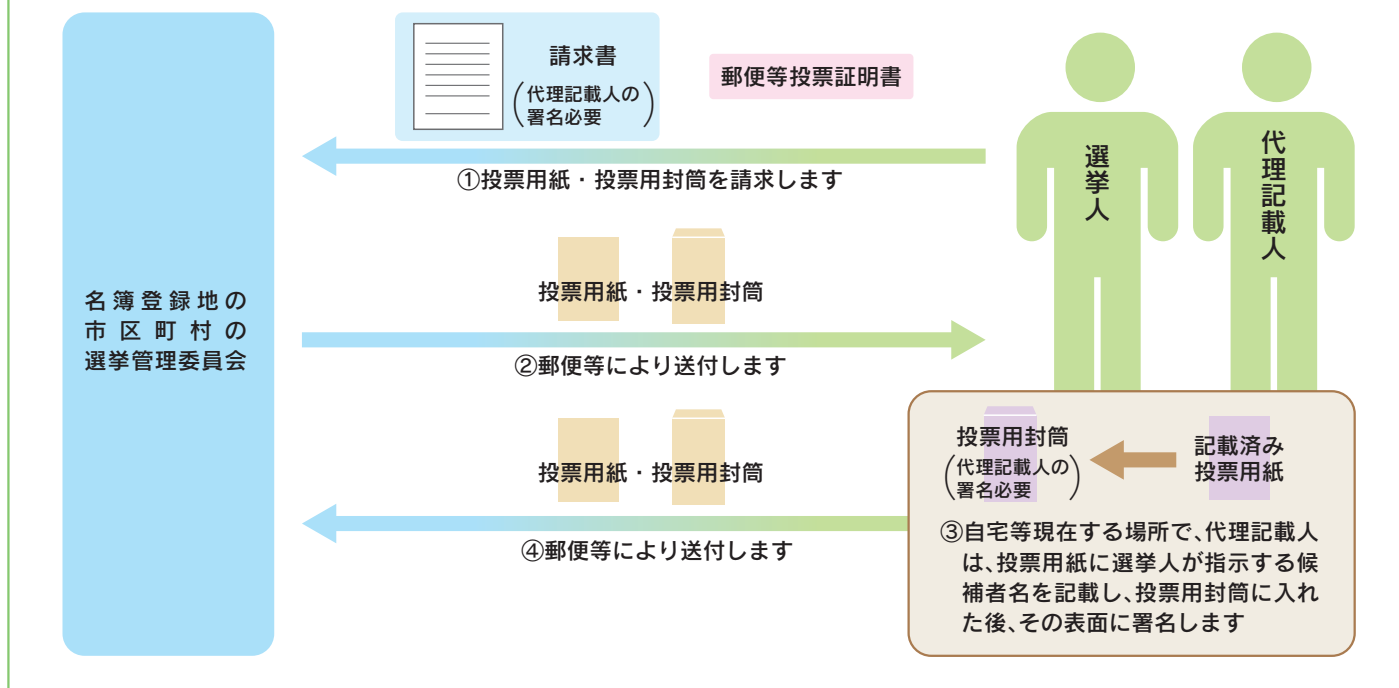 請求書
(代理記載人の
署名必要)
郵便等投票証明書
①投票用紙・投票用封筒を請求します
選挙人
代理記載人
名簿登録地の
市区町村の
選挙管理委員会
投票用紙・投票用封筒
②郵便等により送付します
投票用紙・投票用封筒
④郵便等により送付します
投票用封筒
(代理記載人の
署名必要)
記載済み
投票用紙
③自宅等現在する場所で、代理記載人
は、投票用紙に選挙人が指示する候
補者名を記載し、投票用封筒に入れ
た後、その表面に署名します